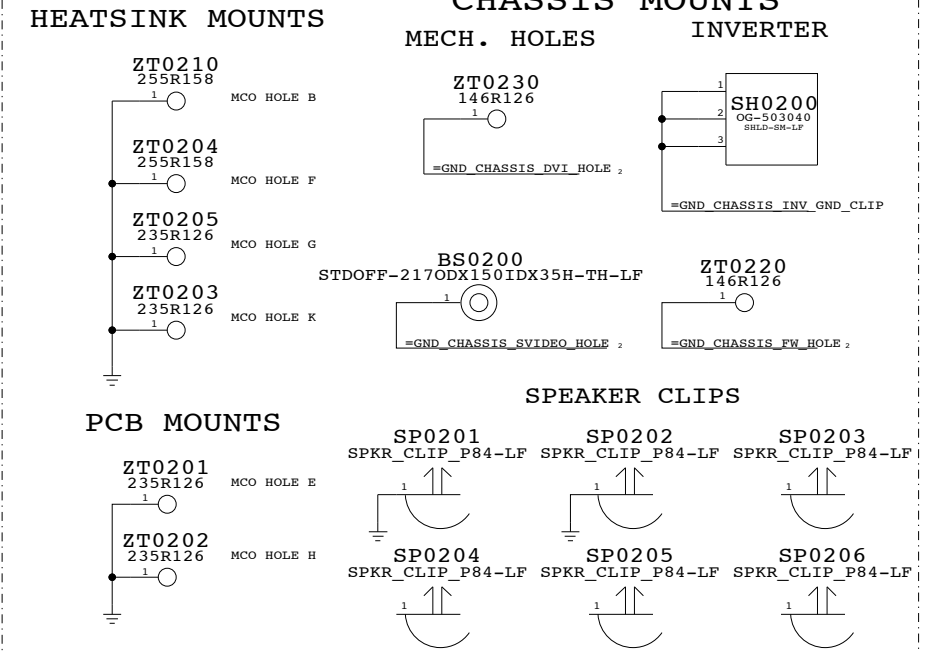 CHASSIS MOUNTS
HEATSINK MOUNTS
MECH. HOLES
INVERTER
ZT0210
255R158
1
MCO HOLE B
ZT0204
255R158
1
MCO HOLE F
ZT0205
235R126
1
MCO HOLE G
ZT0203
235R126
1
MCO HOLE K
ZT0230
146R126
1
=GND_CHASSIS_DVI_HOLE 2
1
2
3
SH0200
OG-503040
SHLD-SM-LF
=GND_CHASSIS_INV_GND_CLIP
BS0200
STDOFF-217ODX150IDX35H-TH-LF
1
=GND_CHASSIS_SVIDEO_HOLE 2
ZT0220
146R126
1
=GND_CHASSIS_FW_HOLE 2
PCB MOUNTS
ZT0201
235R126
1
MCO HOLE E
ZT0202
235R126
1
MCO HOLE H
SPEAKER CLIPS
SP0201
SPKR_CLIP_P84-LF
1
SP0202
SPKR_CLIP_P84-LF
1
SP0203
SPKR_CLIP_P84-LF
1
SP0204
SPKR_CLIP_P84-LF
1
SP0205
SPKR_CLIP_P84-LF
1
SP0206
SPKR_CLIP_P84-LF
1